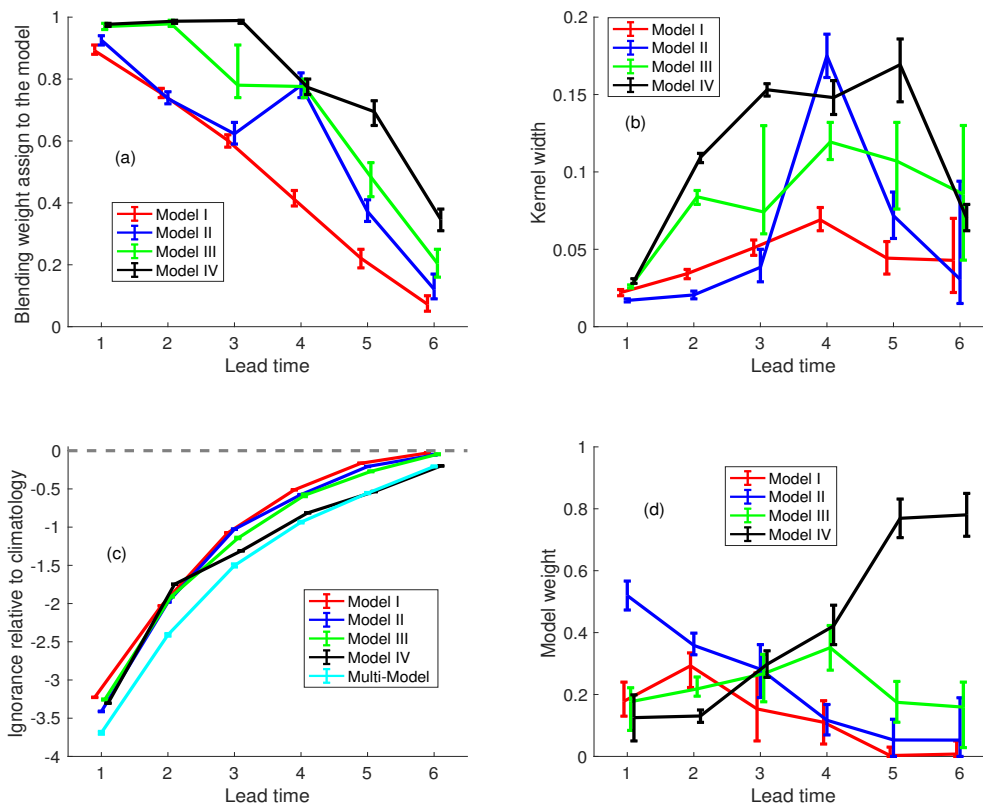 1
0.8
0.6
0.4
0.2
0
Blending weight assign to the model
(a)
Model I
Model II
Model III
Model IV
1 2 3 4 5 6
Lead time
0.2
0.15
0.1
0.05
0
Kernel width
Model I
Model II
Model III
Model IV
(b)
1 2 3 4 5 6
Lead time
0
-0.5
-1
-1.5
-2
-2.5
-3
-3.5
-4
Ignorance relative to climatology
(c)
Model I
Model II
Model III
Model IV
Multi-Model
1 2 3 4 5 6
Lead time
1
0.8
0.6
0.4
0.2
0
Model weight
(d)
Model I
Model II
Model III
Model IV
1 2 3 4 5 6
Lead time